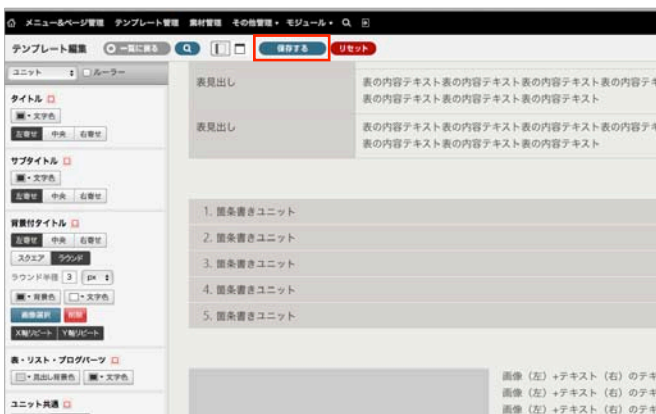 メニュー&ページ管理 テンプレート管理 素材管理 その他管理 モジュール
テンプレート編集 一覧に戻る 保存する リセット
ユニット ルーラー
タイトル
文字色
左寄せ 中央 右寄せ
サブタイトル
文字色
左寄せ 中央 右寄せ
背景付タイトル
左寄せ 中央 右寄せ
スクエア ラウンド
ラウンド半径 3 px
背景色 文字色
画像選択 削除
X軸リピート Y軸リピート
表・リスト・ブログパーツ
見出し背景色 文字色
ユニット共通
表見出し
表の内容テキスト表の内容テキスト表の内容テキスト表の内容テキ
表の内容テキスト表の内容テキスト表の内容テキスト
表見出し
表の内容テキスト表の内容テキスト表の内容テキスト表の内容テキ
表の内容テキスト表の内容テキスト表の内容テキスト
1. 箇条書きユニット
2. 箇条書きユニット
3. 箇条書きユニット
4. 箇条書きユニット
5. 箇条書きユニット
画像（左）+テキスト（右）のテキ
画像（左）+テキスト（右）のテキ
画像（左）+テキスト（右）のテキ